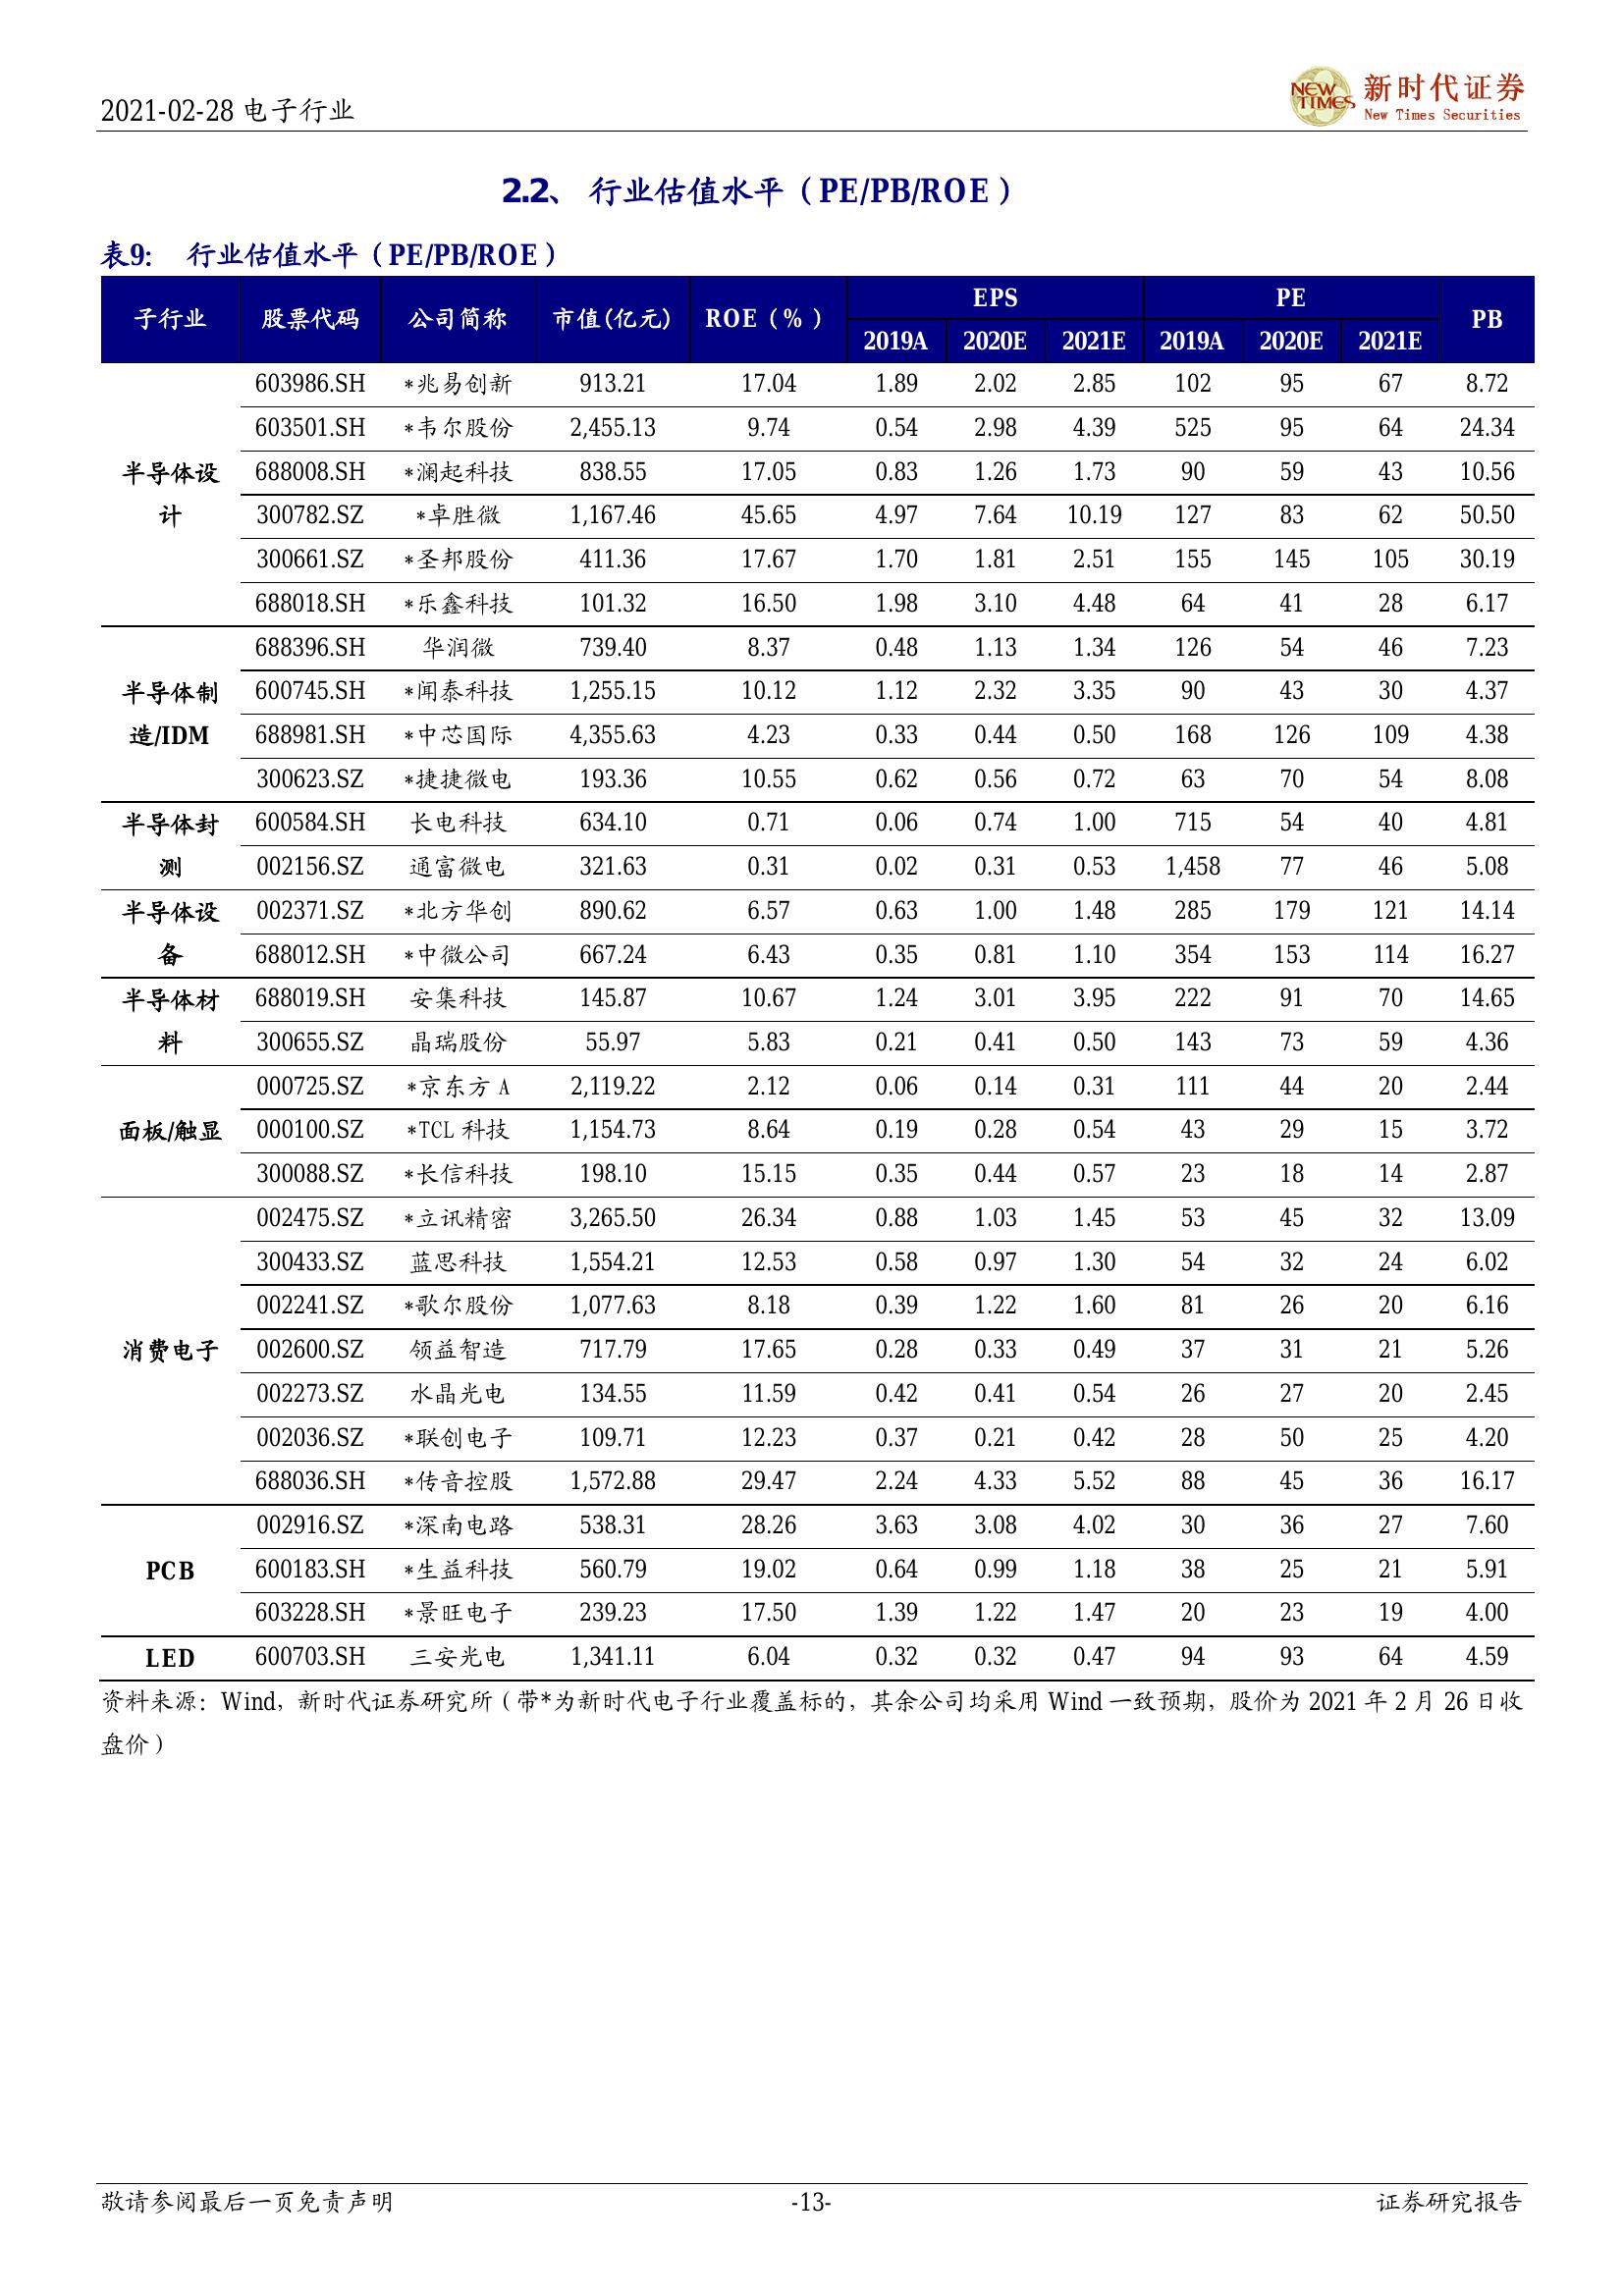 2021-02-28 电子行业
NEW TIMES 新时代证券
New Times Securities
2.2、 行业估值水平（PE/PB/ROE）
表9： 行业估值水平（PE/PB/ROE）
子行业 股票代码 公司简称 市值(亿元) ROE（%） EPS PE PB
2019A 2020E 2021E 2019A 2020E 2021E
半导体设计
603986.SH *兆易创新 913.21 17.04 1.89 2.02 2.85 102 95 67 8.72
603501.SH *韦尔股份 2,455.13 9.74 0.54 2.98 4.39 525 95 64 24.34
688008.SH *澜起科技 838.55 17.05 0.83 1.26 1.73 90 59 43 10.56
300782.SZ *卓胜微 1,167.46 45.65 4.97 7.64 10.19 127 83 62 50.50
300661.SZ *圣邦股份 411.36 17.67 1.70 1.81 2.51 155 145 105 30.19
688018.SH *乐鑫科技 101.32 16.50 1.98 3.10 4.48 64 41 28 6.17
半导体制造/IDM
688396.SH 华润微 739.40 8.37 0.48 1.13 1.34 126 54 46 7.23
600745.SH *闻泰科技 1,255.15 10.12 1.12 2.32 3.35 90 43 30 4.37
688981.SH *中芯国际 4,355.63 4.23 0.33 0.44 0.50 168 126 109 4.38
300623.SZ *捷捷微电 193.36 10.55 0.62 0.56 0.72 63 70 54 8.08
半导体封测
600584.SH 长电科技 634.10 0.71 0.06 0.74 1.00 715 54 40 4.81
002156.SZ 通富微电 321.63 0.31 0.02 0.31 0.53 1,458 77 46 5.08
半导体设备
002371.SZ *北方华创 890.62 6.57 0.63 1.00 1.48 285 179 121 14.14
688012.SH *中微公司 667.24 6.43 0.35 0.81 1.10 354 153 114 16.27
半导体材料
688019.SH 安集科技 145.87 10.67 1.24 3.01 3.95 222 91 70 14.65
300655.SZ 晶瑞股份 55.97 5.83 0.21 0.41 0.50 143 73 59 4.36
面板/触显
000725.SZ *京东方 A 2,119.22 2.12 0.06 0.14 0.31 111 44 20 2.44
000100.SZ *TCL 科技 1,154.73 8.64 0.19 0.28 0.54 43 29 15 3.72
300088.SZ *长信科技 198.10 15.15 0.35 0.44 0.57 23 18 14 2.87
消费电子
002475.SZ *立讯精密 3,265.50 26.34 0.88 1.03 1.45 53 45 32 13.09
300433.SZ 蓝思科技 1,554.21 12.53 0.58 0.97 1.30 54 32 24 6.02
002241.SZ *歌尔股份 1,077.63 8.18 0.39 1.22 1.60 81 26 20 6.16
002600.SZ 领益智造 717.79 17.65 0.28 0.33 0.49 37 31 21 5.26
002273.SZ 水晶光电 134.55 11.59 0.42 0.41 0.54 26 27 20 2.45
002036.SZ *联创电子 109.71 12.23 0.37 0.21 0.42 28 50 25 4.20
688036.SH *传音控股 1,572.88 29.47 2.24 4.33 5.52 88 45 36 16.17
PCB
002916.SZ *深南电路 538.31 28.26 3.63 3.08 4.02 30 36 27 7.60
600183.SH *生益科技 560.79 19.02 0.64 0.99 1.18 38 25 21 5.91
603228.SH *景旺电子 239.23 17.50 1.39 1.22 1.47 20 23 19 4.00
LED 600703.SH 三安光电 1,341.11 6.04 0.32 0.32 0.47 94 93 64 4.59
资料来源：Wind，新时代证券研究所（带*为新时代电子行业覆盖标的，其余公司均采用 Wind 一致预期，股价为 2021 年 2 月 26 日收
盘价）
敬请参阅最后一页免责声明 -13- 证券研究报告